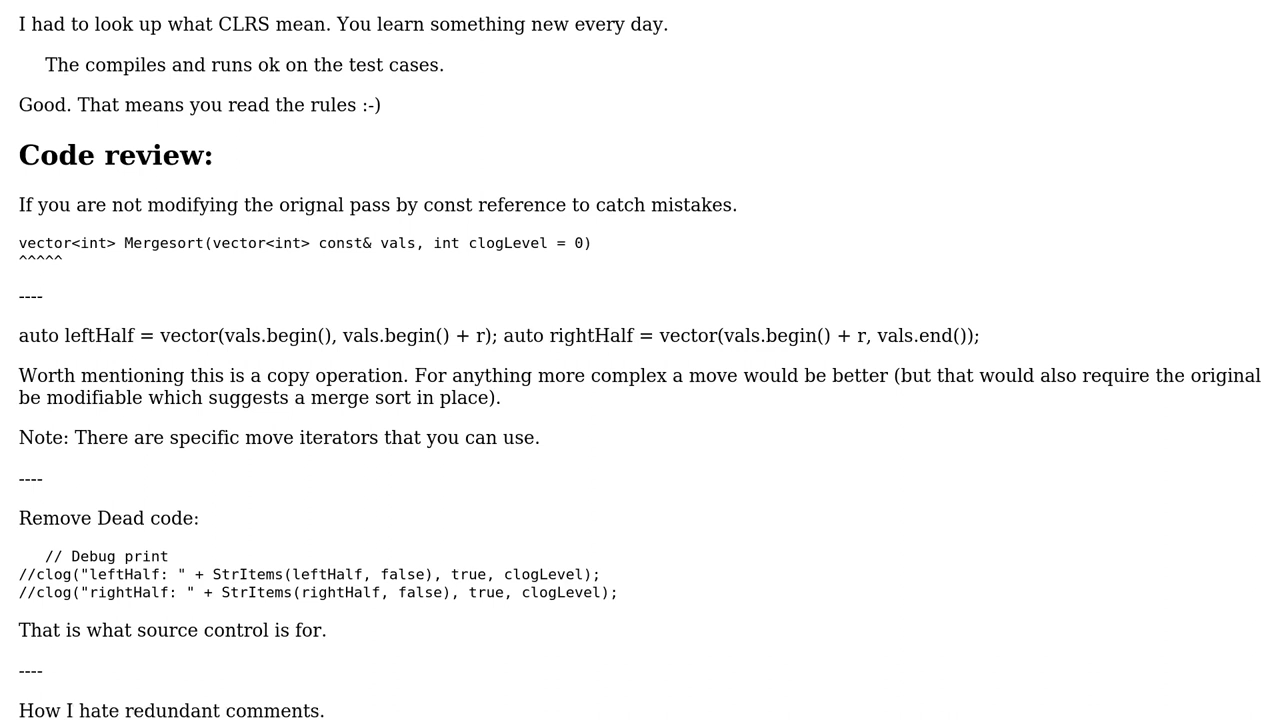 I had to look up what CLRS mean. You learn something new every day.
The compiles and runs ok on the test cases.
Good. That means you read the rules :-)
Code review:
If you are not modifying the orignal pass by const reference to catch mistakes.
vector<int> Mergesort(vector<int> const& vals, int clogLevel = 0)
^^^^^
----
auto leftHalf = vector(vals.begin(), vals.begin() + r); auto rightHalf = vector(vals.begin() + r, vals.end());
Worth mentioning this is a copy operation. For anything more complex a move would be better (but that would also require the original
be modifiable which suggests a merge sort in place).
Note: There are specific move iterators that you can use.
----
Remove Dead code:
// Debug print
//clog("leftHalf: " + StrItems(leftHalf, false), true, clogLevel);
//clog("rightHalf: " + StrItems(rightHalf, false), true, clogLevel);
That is what source control is for.
----
How I hate redundant comments.